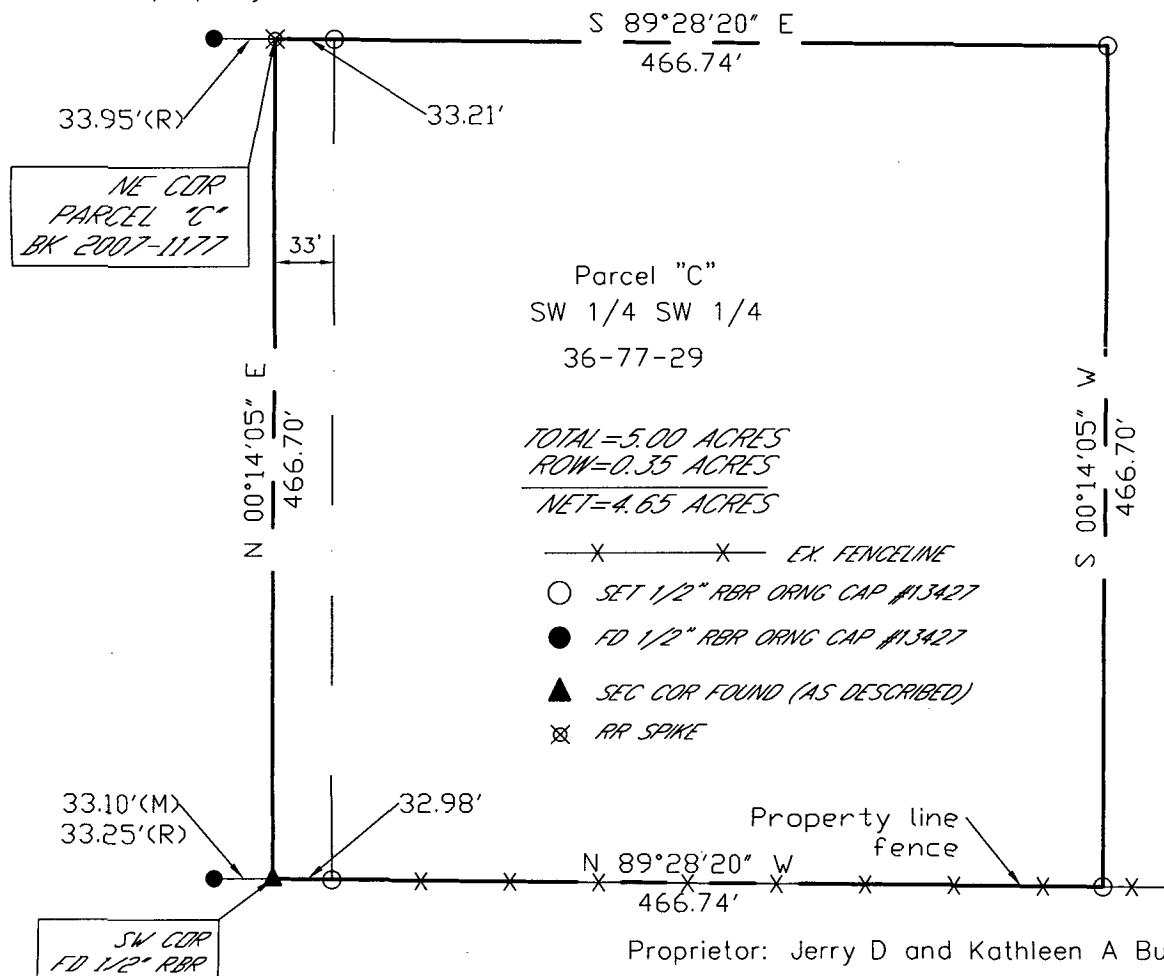 S 89°28'20" E
466.74'
33.95'(R)
33.21'
NE COR
PARCEL "C"
BK 2007-1177
33'
Parcel "C"
SW 1/4 SW 1/4
36-77-29
N 00°14'05" E
466.70'
S 00°14'05" W
466.70'
TOTAL=5.00 ACRES
ROW=0.35 ACRES
NET=4.65 ACRES
EX. FENCELINE
SET 1/2" RBR ORNG CAP #13427
FD 1/2" RBR ORNG CAP #13427
SEC COR FOUND (AS DESCRIBED)
RR SPIKE
33.10'(M)
33.25'(R)
32.98'
Property line
fence
N 89°28'20" W
466.74'
SW COR
FD 1/2" RBR
Proprietor: Jerry D and Kathleen A Bu